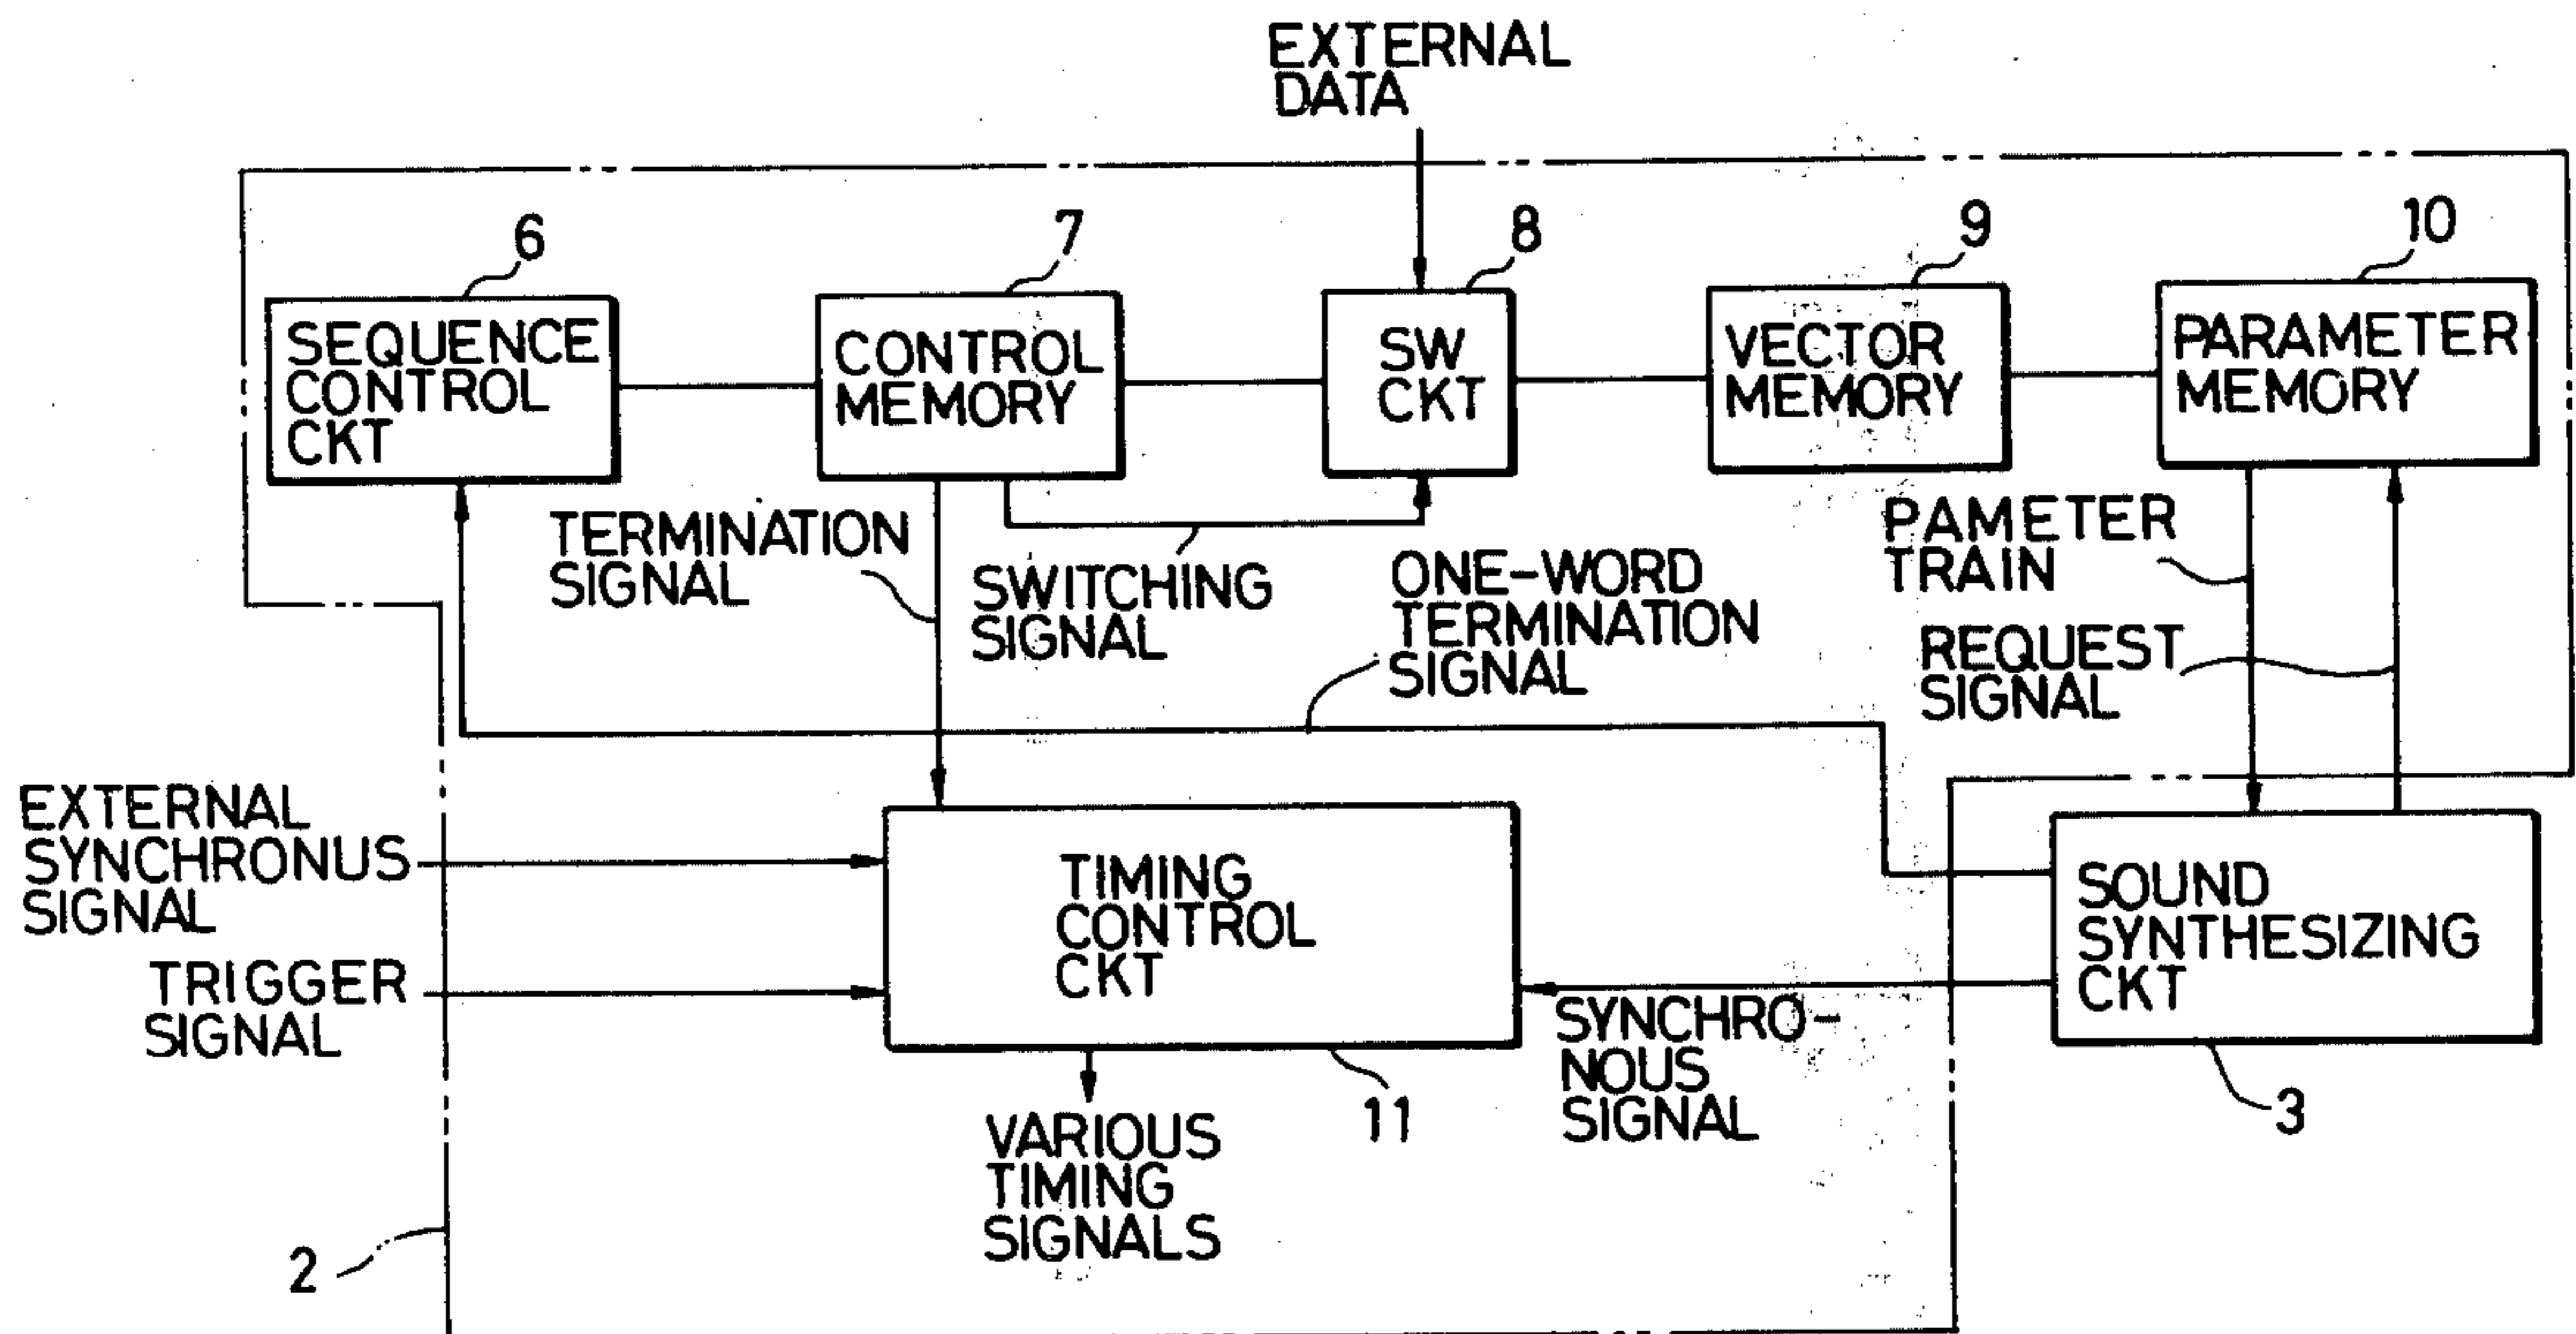 EXTERNAL
DATA
6
7
8
9
10
SEQUENCE
CONTROL
CKT
CONTROL
MEMORY
SW
CKT
VECTOR
MEMORY
PARAMETER
MEMORY
TERMINATION
SIGNAL
SWITCHING
SIGNAL
ONE-WORD
TERMINATION
SIGNAL
PAMETER
TRAIN
REQUEST
SIGNAL
EXTERNAL
SYNCHRONUS
SIGNAL
TRIGGER
SIGNAL
TIMING
CONTROL
CKT
SOUND
SYNTHESIZING
CKT
SYNCHRO-
NOUS
SIGNAL
11
3
VARIOUS
TIMING
SIGNALS
2